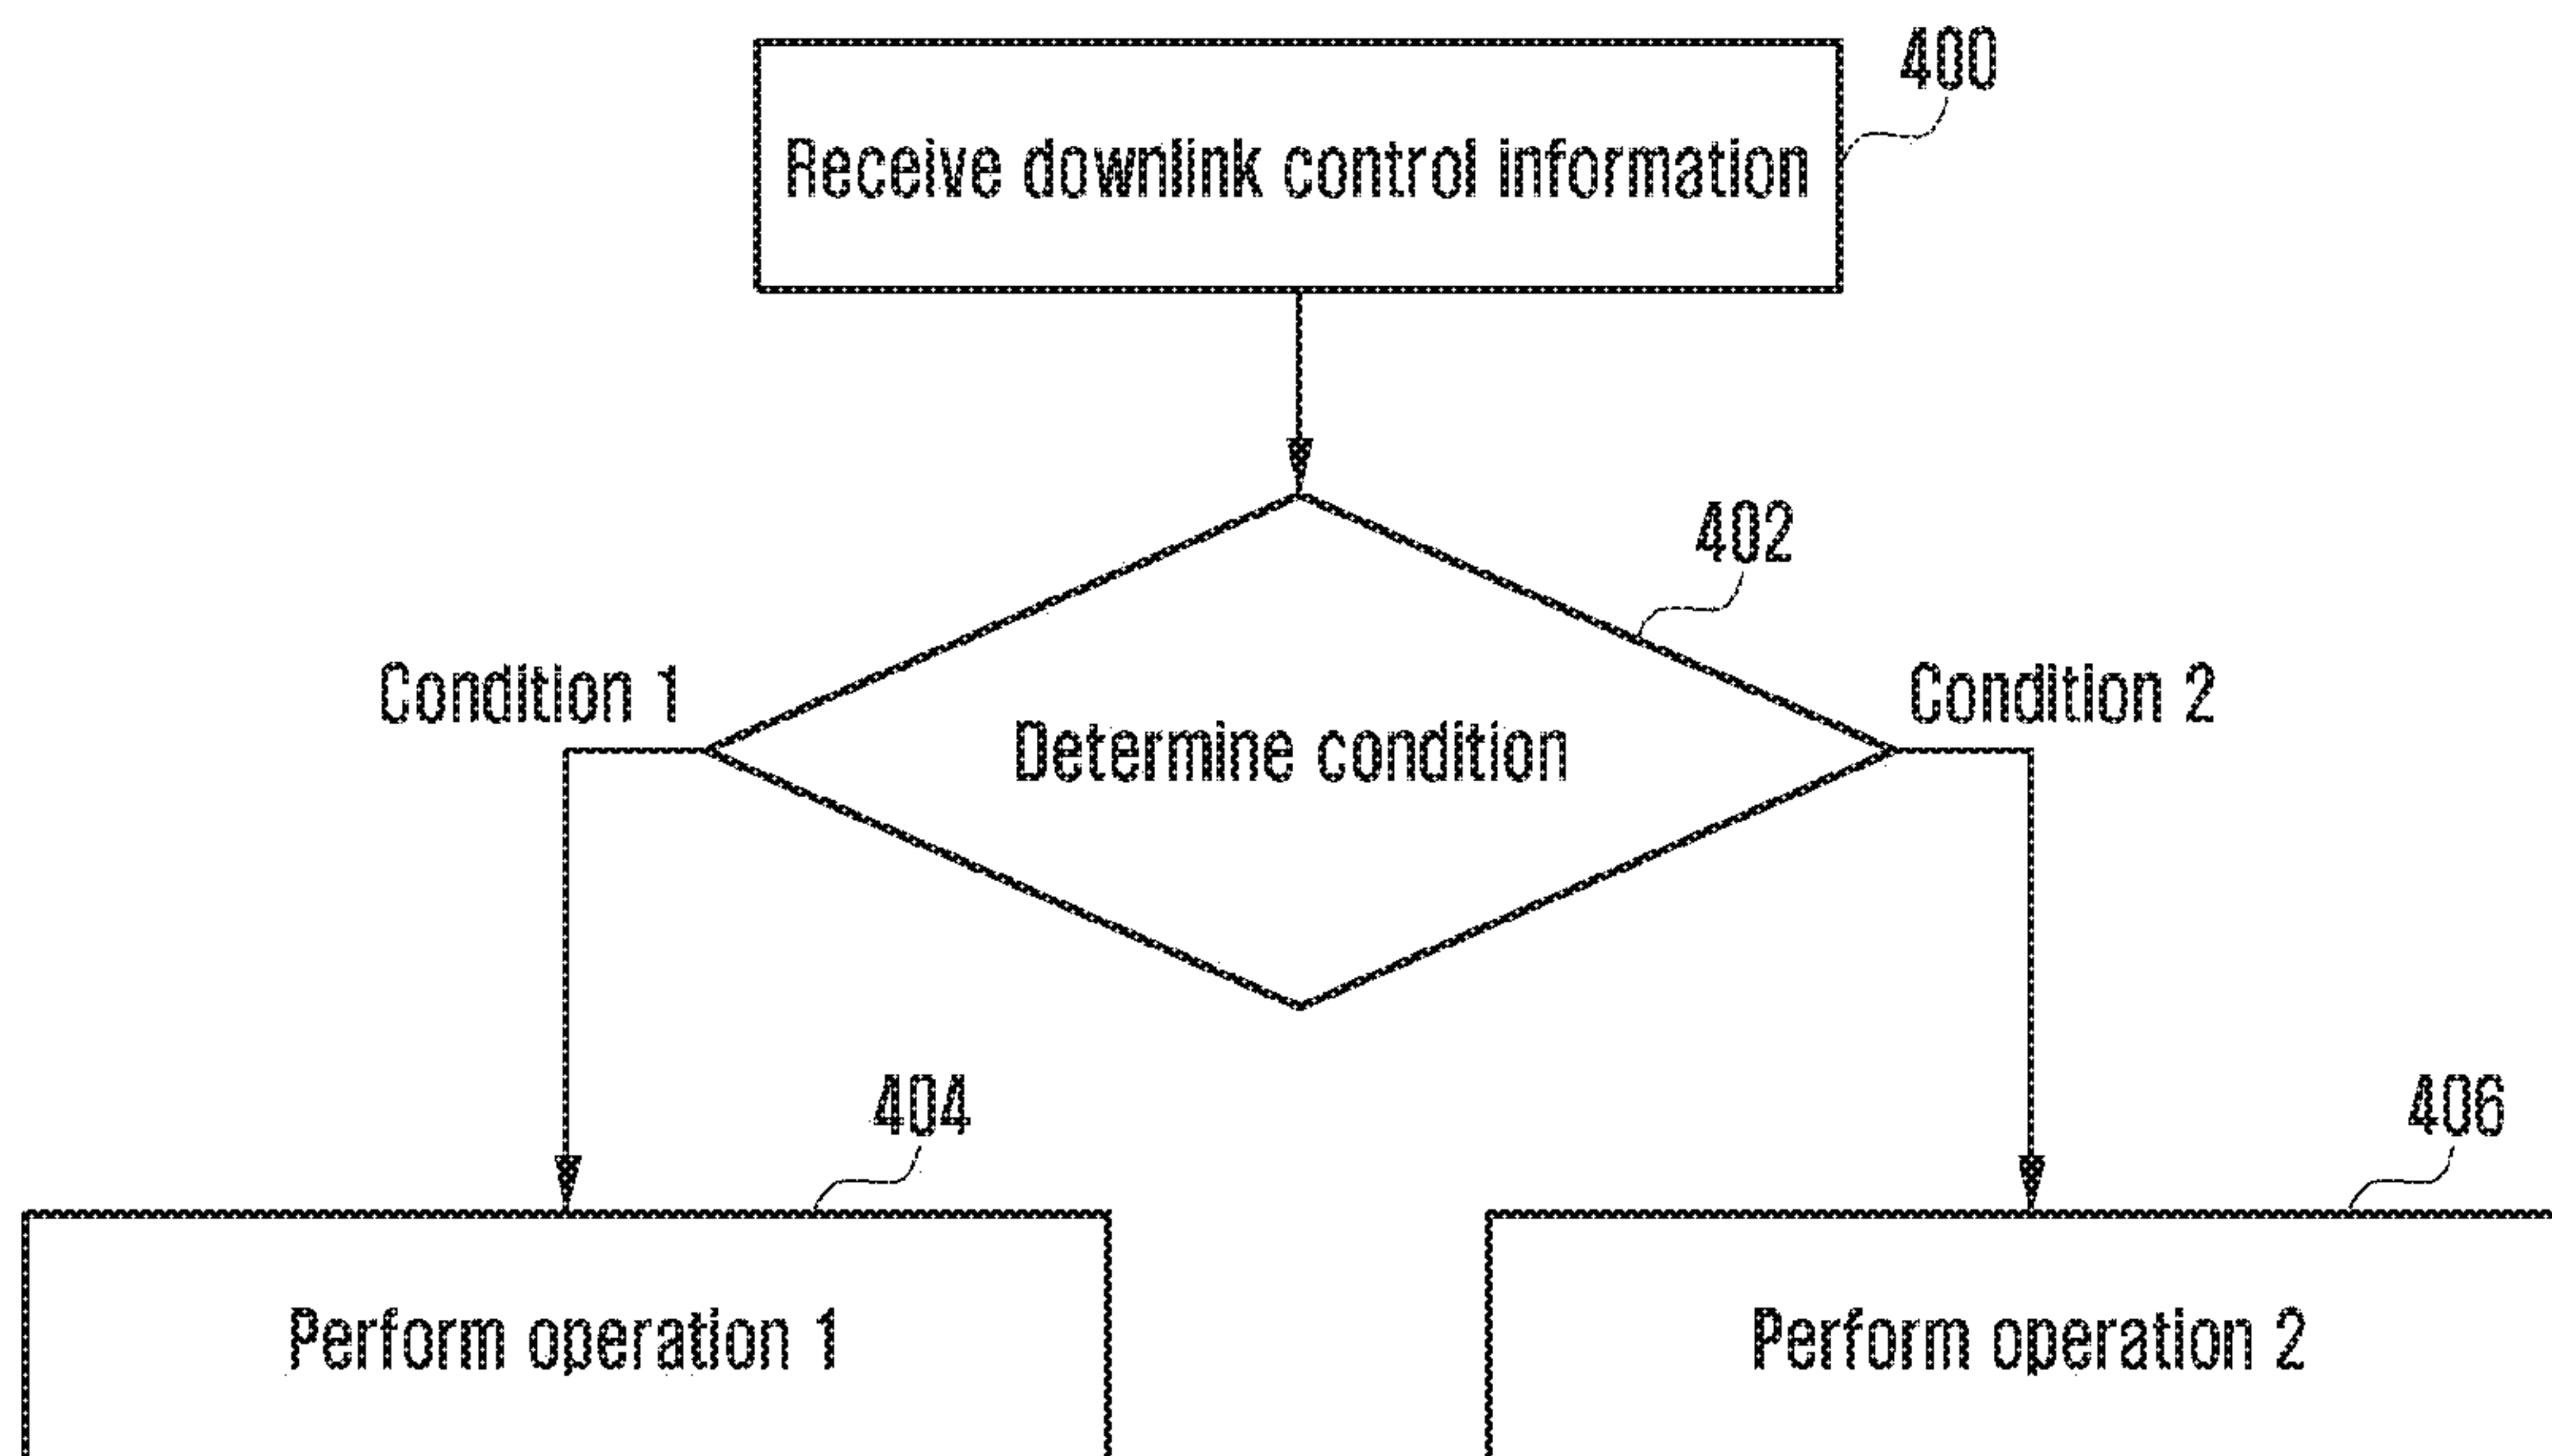 400
Receive downlink control information
402
Condition 1
Condition 2
Determine condition
404
406
Perform operation 1
Perform operation 2